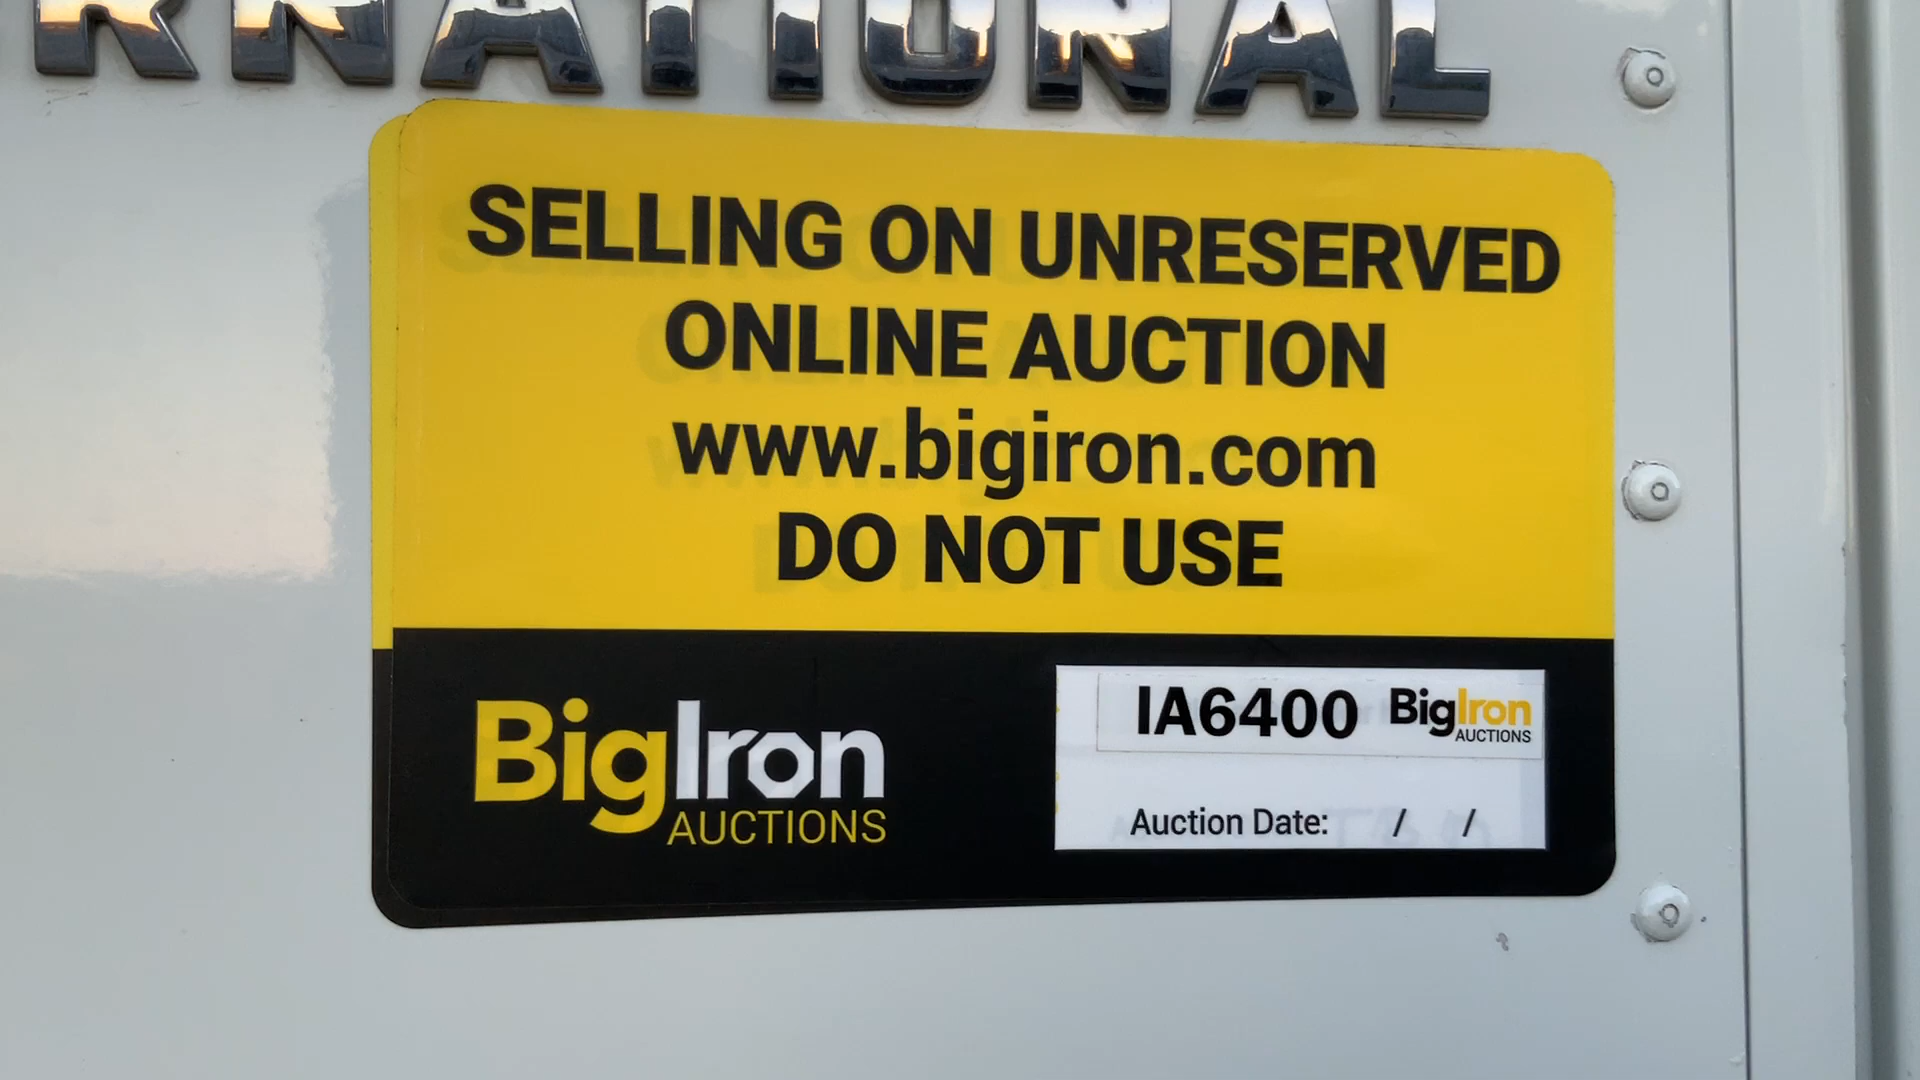 RNATIONAL
SELLING ON UNRESERVED
ONLINE AUCTION
www.bigiron.com
DO NOT USE
BigIron
AUCTIONS
IA6400 BigIron
AUCTIONS
Auction Date: / /